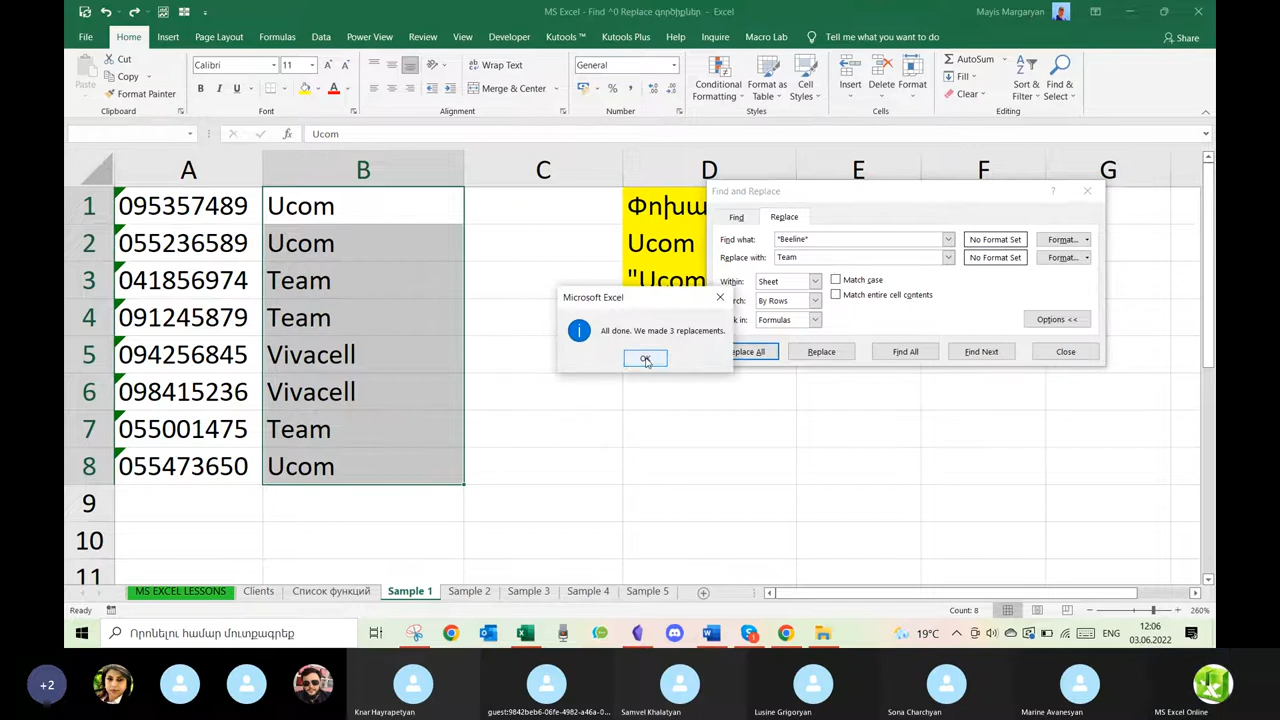 MS Excel - Find ^0 Replace գործիքներ - Excel
Mayis Margaryan
File Home Insert Page Layout Formulas Data Power View Review View Developer Kutools ™ Kutools Plus Help Inquire Macro Lab Tell me what you want to do Share
Paste
Cut
Copy
Format Painter
Clipboard
Calibri 11
B I U
Font
Wrap Text
Merge & Center
Alignment
General
Number
Conditional Formatting
Format as Table
Cell Styles
Styles
Insert Delete Format
Cells
AutoSum
Fill
Clear
Sort & Filter
Find & Select
Editing
fx Ucom
A B C D E F G
1 095357489 Ucom
2 055236589 Ucom Ucom
3 041856974 Team "Ucom
4 091245879 Team
5 094256845 Vivacell
6 098415236 Vivacell
7 055001475 Team
8 055473650 Ucom
9
10
11
Find and Replace
Find Replace
Find what: *Beeline* No Format Set Format...
Replace with: Team No Format Set Format...
Within: Sheet Match case
By Rows Match entire cell contents
Formulas Options <<
Replace Find All Find Next Close
Microsoft Excel
All done. We made 3 replacements.
OK
MS EXCEL LESSONS Clients Список функций Sample 1 Sample 2 Sample 3 Sample 4 Sample 5
Ready Count: 8 260%
Որոնելու համար մուտքագրեք
19°C ENG 12:06
03.06.2022
+2
Knar Hayrapetyan guest:9842beb6-06fe-4982-a46a-0... Samvel Khalatyan Lusine Grigoryan Sona Charchyan Marine Avanesyan MS Excel Online